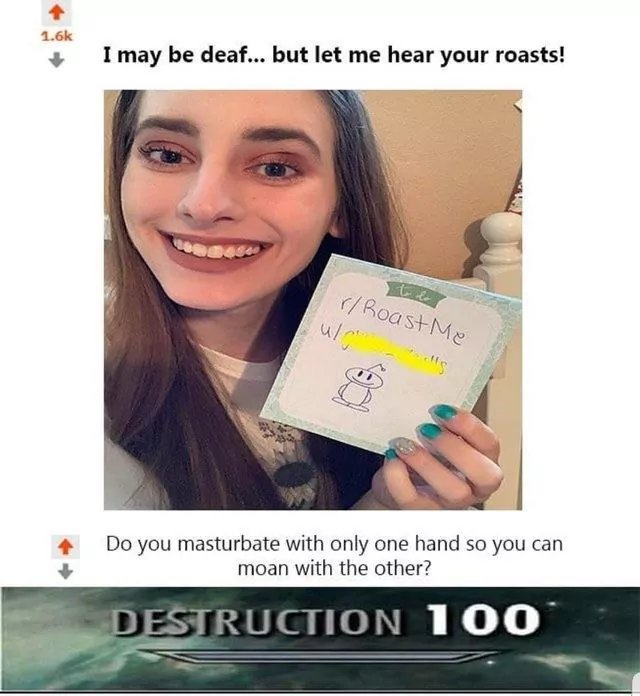 1.6k
I may be deaf... but let me hear your roasts!
to do
r/RoastMe
u/
Do you masturbate with only one hand so you can
moan with the other?
DESTRUCTION 100